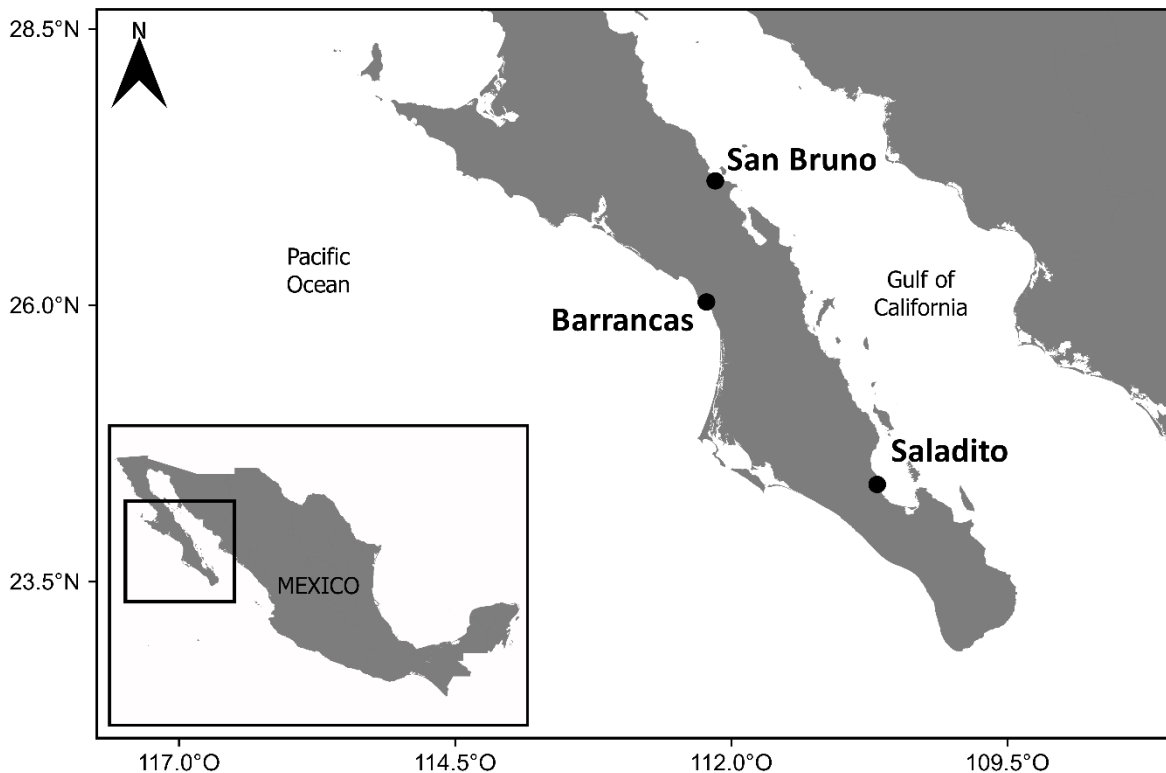 28.5°N
N
San Bruno
Pacific
Ocean
Gulf of
California
26.0°N
Barrancas
Saladito
23.5°N
MEXICO
117.0°O
114.5°O
112.0°O
109.5°O